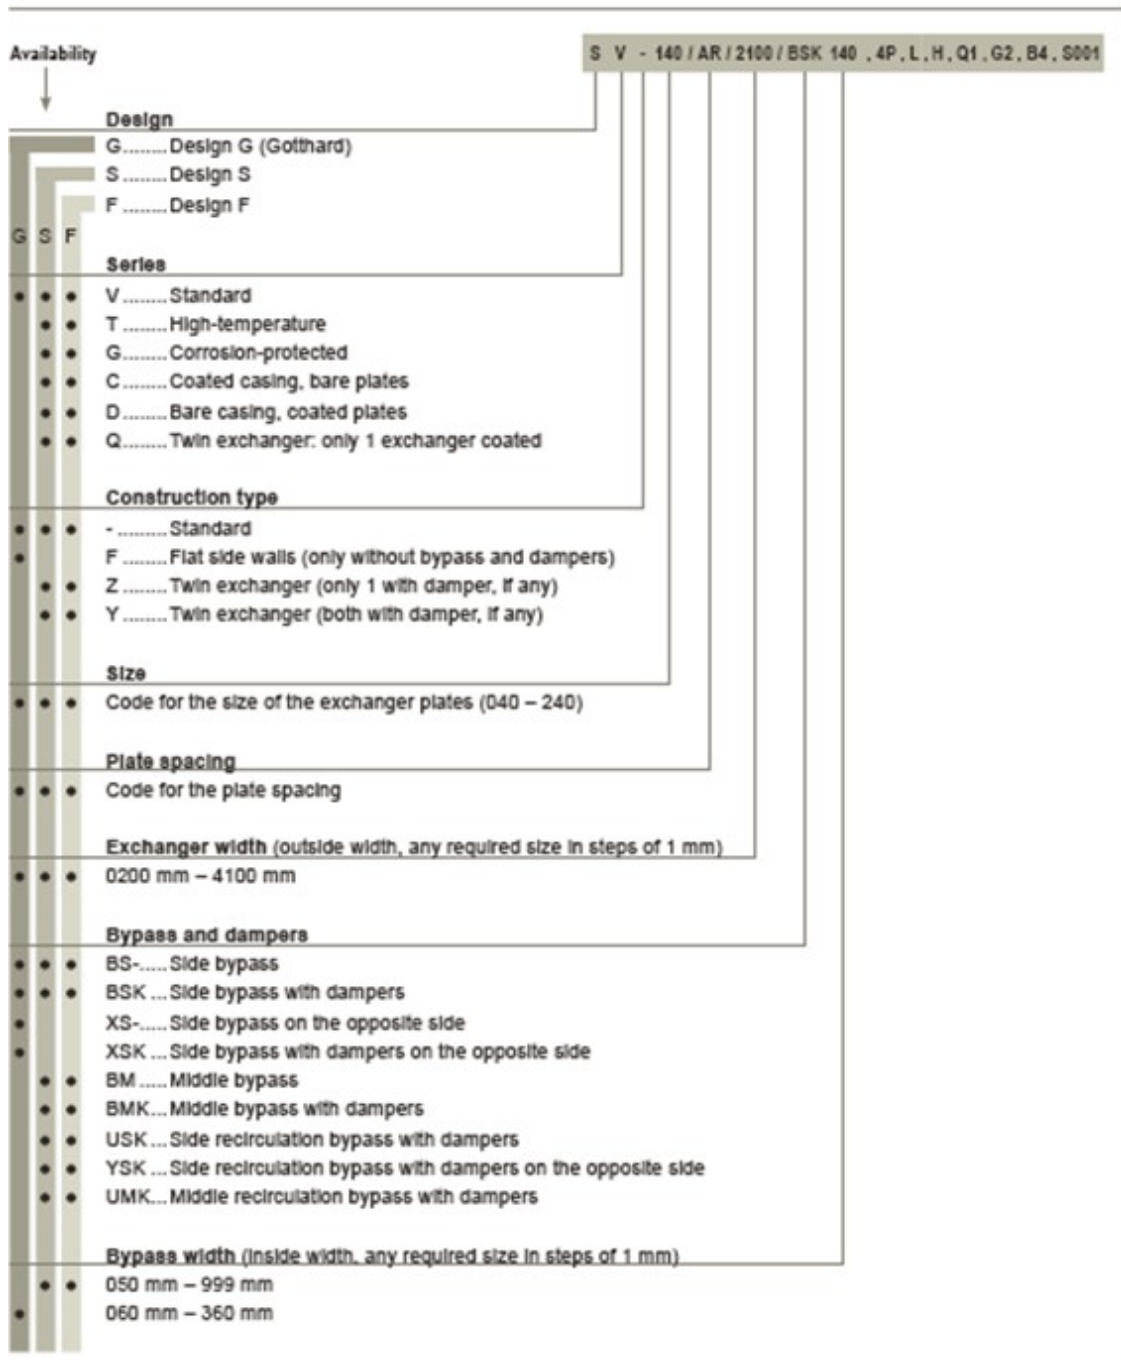 Availability
S V - 140 / AR / 2100 / BSK 140 , 4P, L , H , Q1 , G2 , B4 , S001
Design
G........Design G (Gotthard)
S........Design S
F........Design F
G S F
Series
• • • V........Standard
• • T........High-temperature
• • G........Corrosion-protected
• • C........Coated casing, bare plates
• • D........Bare casing, coated plates
• • Q........Twin exchanger: only 1 exchanger coated
Construction type
• • • - .........Standard
• F........Flat side walls (only without bypass and dampers)
• • Z........Twin exchanger (only 1 with damper, if any)
• • Y........Twin exchanger (both with damper, if any)
Size
• • • Code for the size of the exchanger plates (040 – 240)
Plate spacing
• • • Code for the plate spacing
Exchanger width (outside width, any required size in steps of 1 mm)
• • • 0200 mm – 4100 mm
Bypass and dampers
• • • BS-.....Side bypass
• • • BSK ...Side bypass with dampers
• XS-.....Side bypass on the opposite side
• XSK ...Side bypass with dampers on the opposite side
• • BM .....Middle bypass
• • BMK...Middle bypass with dampers
• • USK ...Side recirculation bypass with dampers
• • YSK ...Side recirculation bypass with dampers on the opposite side
• • UMK...Middle recirculation bypass with dampers
Bypass width (inside width, any required size in steps of 1 mm)
• • 050 mm – 999 mm
• 060 mm – 360 mm